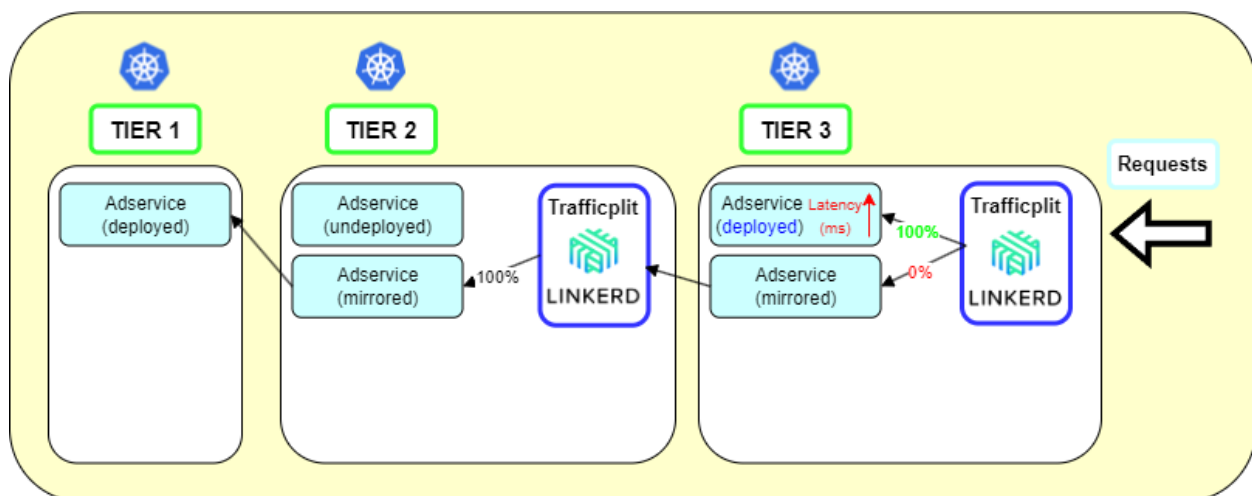 TIER 1
TIER 2
TIER 3
Requests
Adservice
(deployed)
Adservice
(undeployed)
Adservice
(mirrored)
100%
Trafficplit
LINKERD
Adservice
(deployed)
Latency
(ms)
Adservice
(mirrored)
100%
0%
Trafficplit
LINKERD